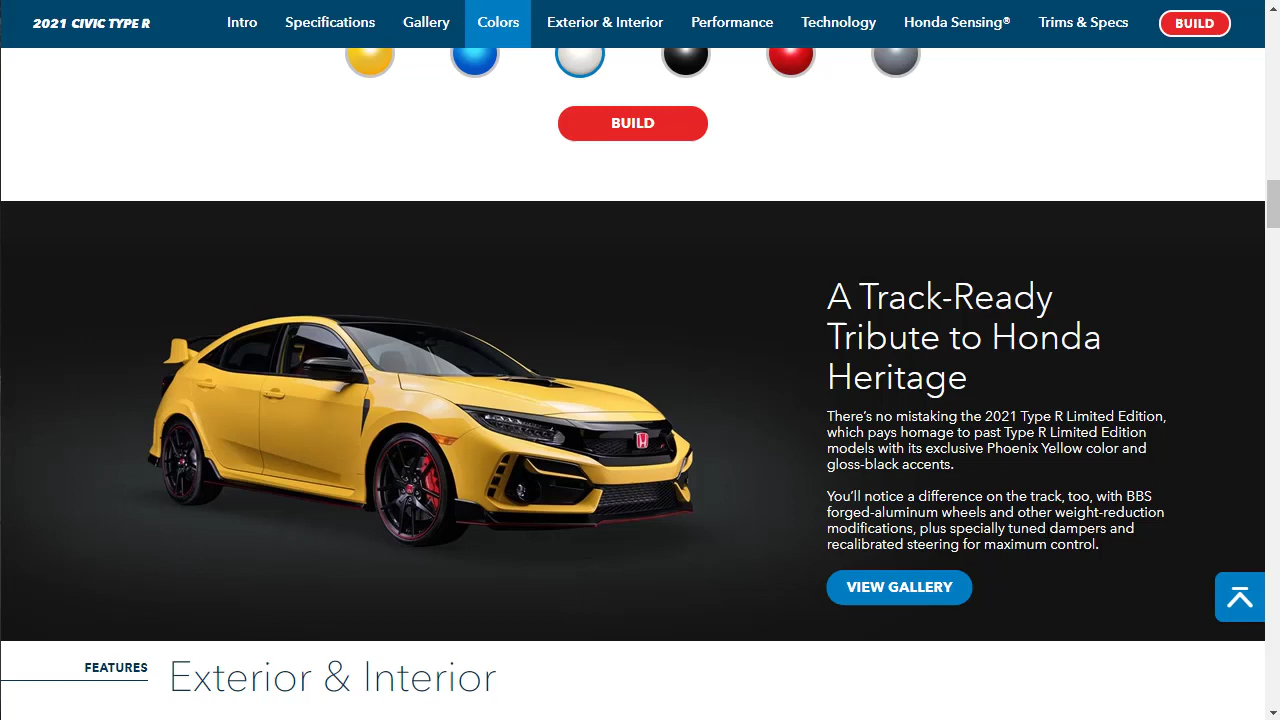 2021 CIVIC TYPE R
Intro
Specifications
Gallery
Colors
Exterior & Interior
Performance
Technology
Honda Sensing®
Trims & Specs
BUILD
BUILD
A Track-Ready
Tribute to Honda
Heritage
There's no mistaking the 2021 Type R Limited Edition,
which pays homage to past Type R Limited Edition
models with its exclusive Phoenix Yellow color and
gloss-black accents.
You'll notice a difference on the track, too, with BBS
forged-aluminum wheels and other weight-reduction
modifications, plus specially tuned dampers and
recalibrated steering for maximum control.
VIEW GALLERY
FEATURES
Exterior & Interior